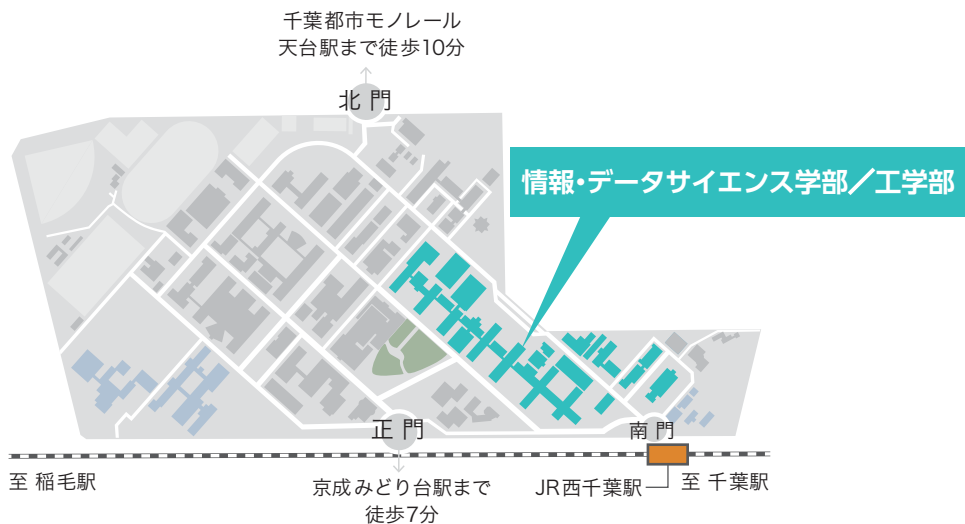 千葉都市モノレール
天台駅まで徒歩10分
北 門
情報・データサイエンス学部／工学部
正 門
南 門
至 稲毛駅
京成みどり台駅まで
徒歩7分
JR西千葉駅
至 千葉駅